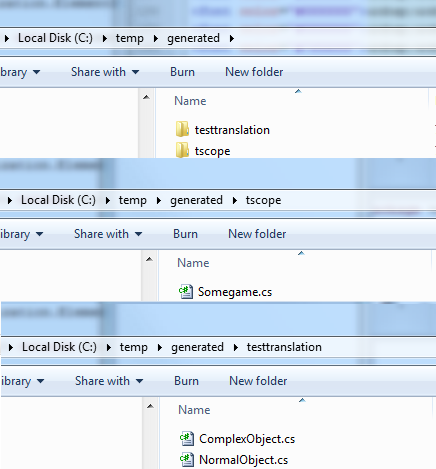 Local Disk (C:) temp generated
ibrary Share with Burn New folder
Name
testtranslation
tscope
Local Disk (C:) temp generated tscope
ibrary Share with Burn New folder
Name
Somegame.cs
Local Disk (C:) temp generated testtranslation
ibrary Share with Burn New folder
Name
ComplexObject.cs
NormalObject.cs